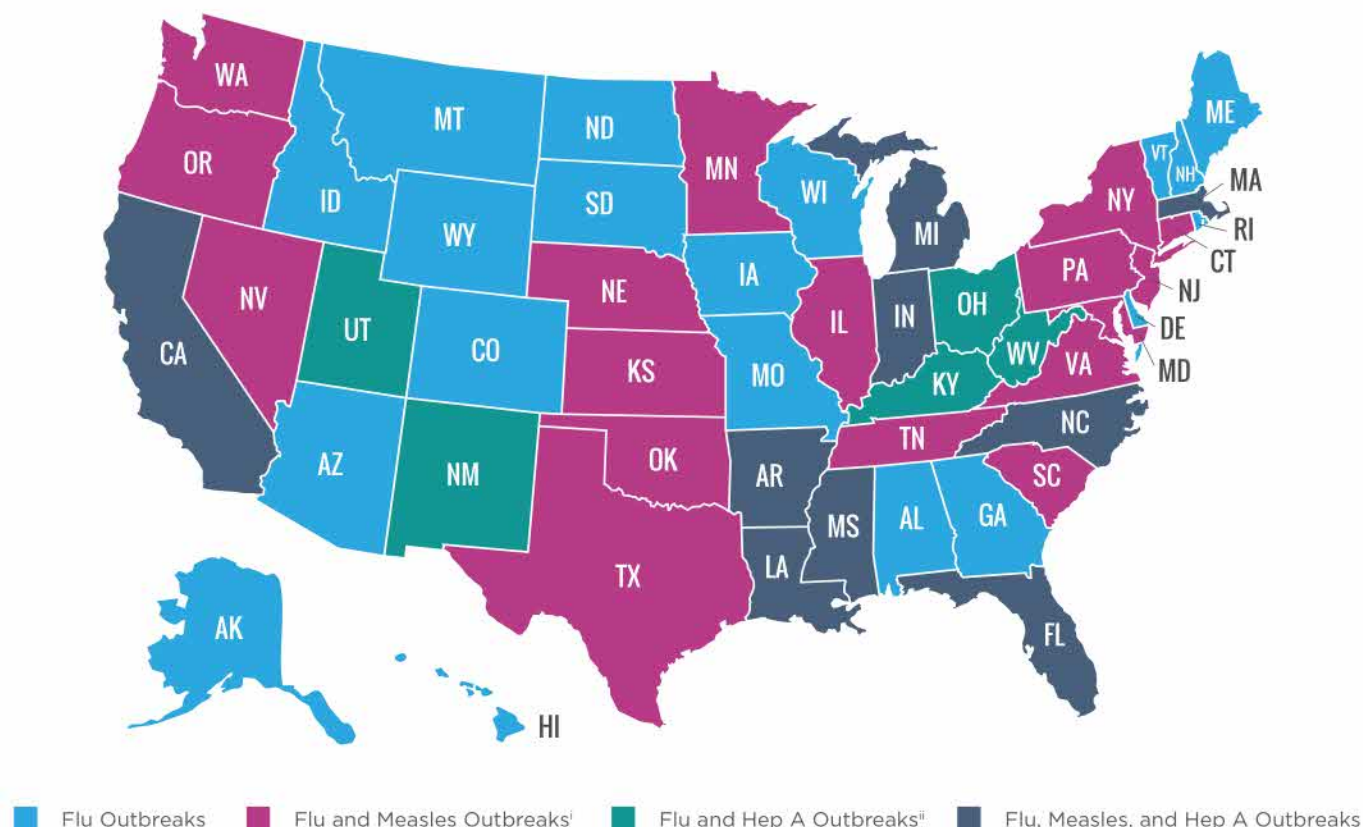 WA
MT
ND
MN
ME
VT
NH
OR
ID
SD
WI
NY
MA
WY
MI
RI
CT
NV
NE
IA
PA
NJ
UT
CO
IL
IN
OH
DE
CA
KS
MO
KY
WV
VA
MD
AZ
NM
OK
AR
TN
NC
SC
TX
LA
MS
AL
GA
AK
FL
HI
Flu Outbreaks
Flu and Measles Outbreaksⁱ
Flu and Hep A Outbreaksⁱⁱ
Flu, Measles, and Hep A Outbreaks